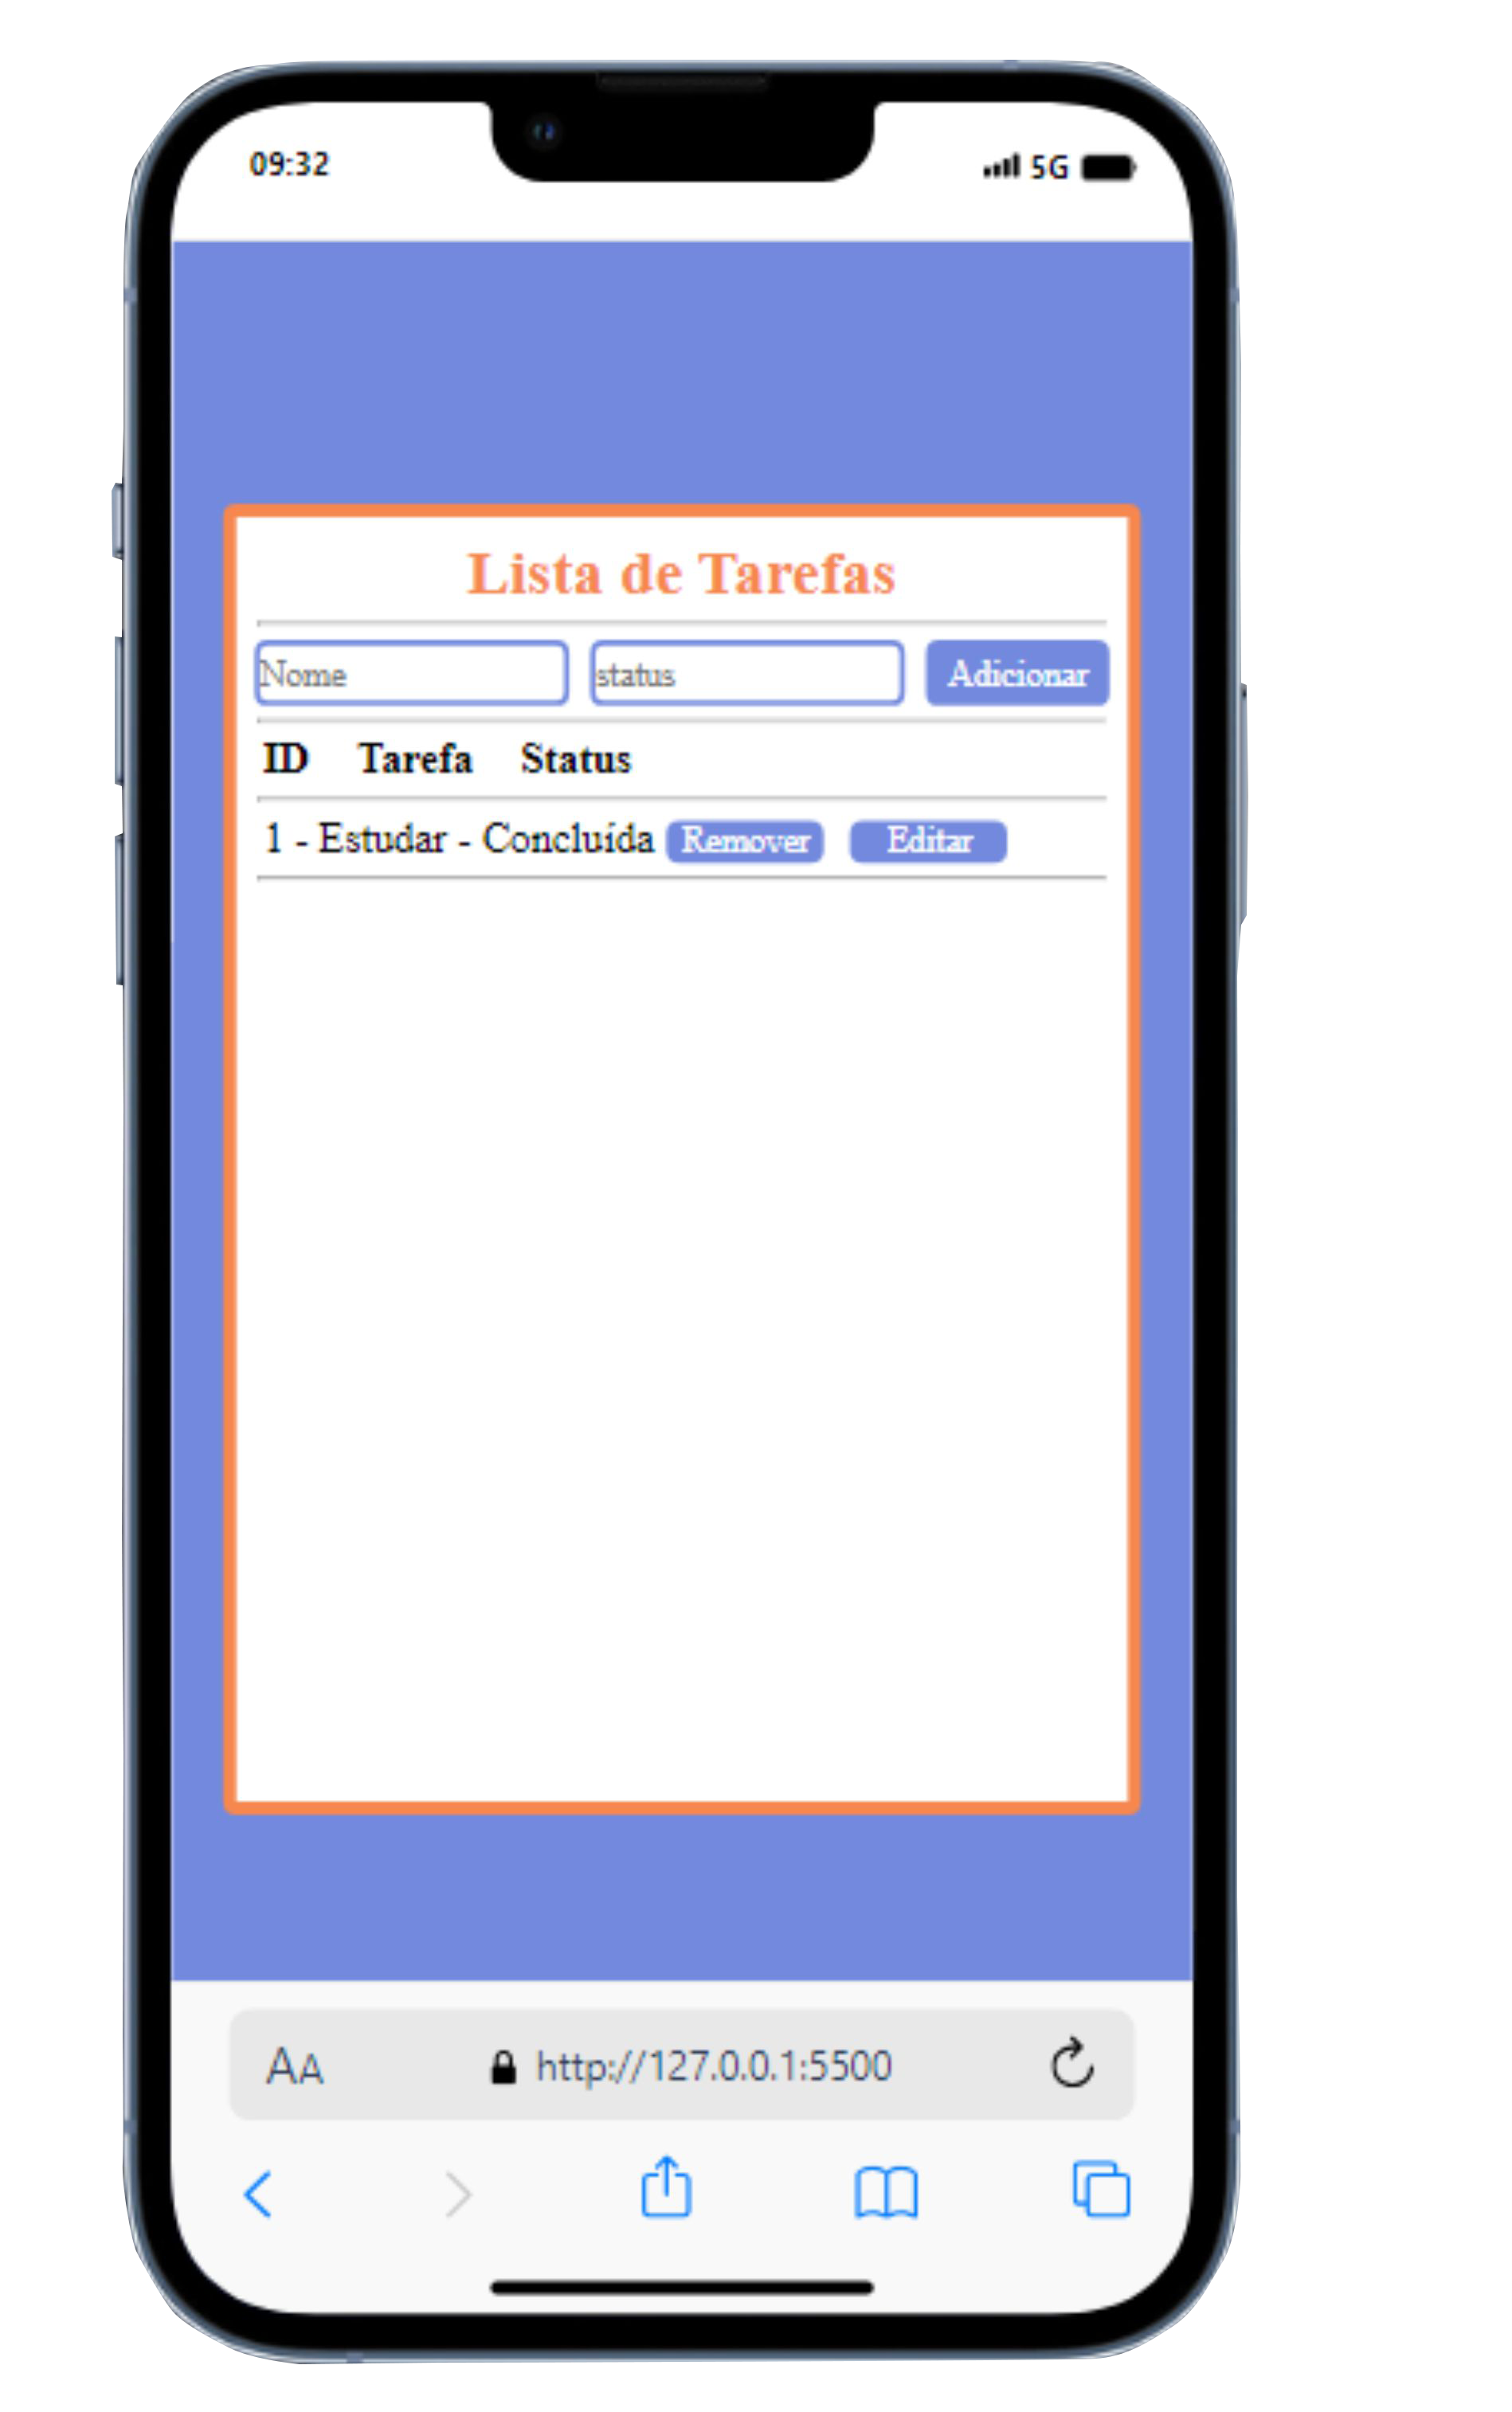 09:32 5G
Lista de Tarefas
Nome status Adicionar
ID Tarefa Status
1 - Estudar - Concluída Remover Editar
AA http://127.0.0.1:5500